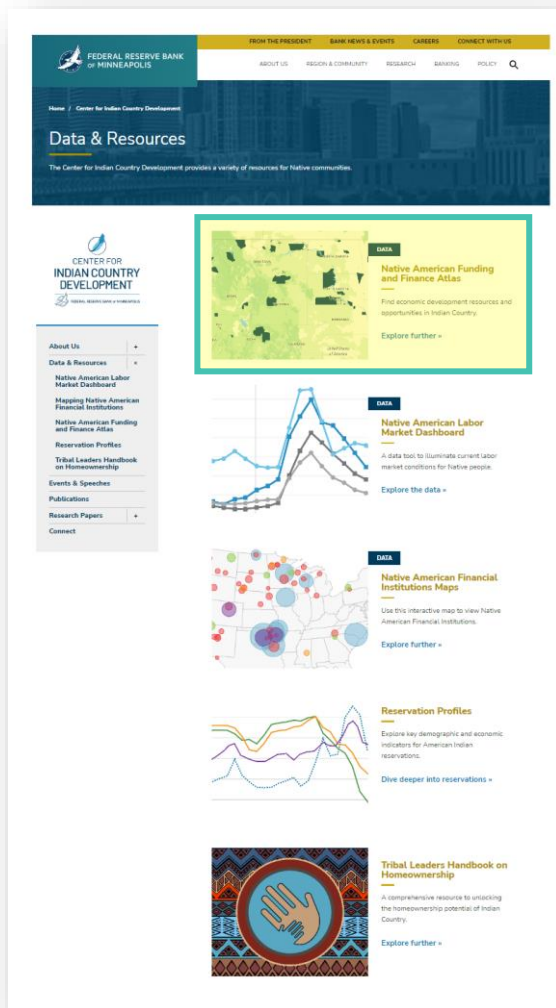 FROM THE PRESIDENT BANK NEWS & EVENTS CAREERS CONNECT WITH US
FEDERAL RESERVE BANK
OF MINNEAPOLIS
ABOUT US REGION & COMMUNITY RESEARCH BANKING POLICY
Home / Center for Indian Country Development
Data & Resources
The Center for Indian Country Development provides a variety of resources for Native communities.
CENTER FOR
INDIAN COUNTRY
DEVELOPMENT
FEDERAL RESERVE BANK of MINNEAPOLIS
About Us +
Data & Resources
Native American Labor
Market Dashboard
Mapping Native American
Financial Institutions
Native American Funding
and Finance Atlas
Reservation Profiles
Tribal Leaders Handbook
on Homeownership
Events & Speeches
Publications
Research Papers +
Connect
DATA
Native American Funding
and Finance Atlas
Find economic development resources and
opportunities in Indian Country.
Explore further »
DATA
Native American Labor
Market Dashboard
A data tool to illuminate current labor
market conditions for Native people.
Explore the data »
DATA
Native American Financial
Institutions Maps
Use this interactive map to view Native
American Financial Institutions.
Explore further »
Reservation Profiles
Explore key demographic and economic
indicators for American Indian
reservations.
Dive deeper into reservations »
Tribal Leaders Handbook on
Homeownership
A comprehensive resource to unlocking
the homeownership potential of Indian
Country.
Explore further »